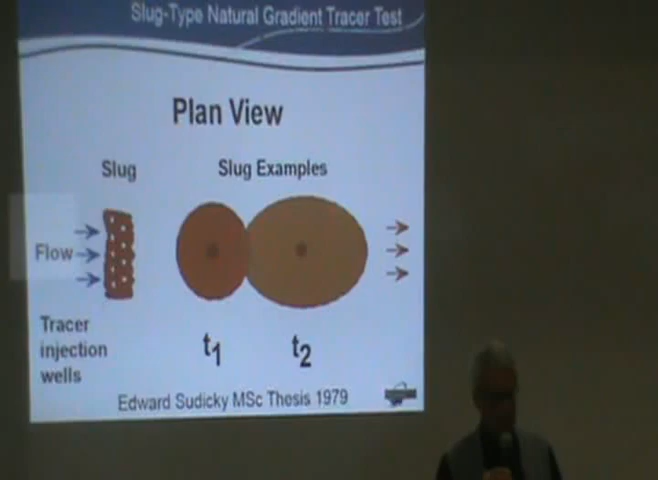 Slug-Type Natural Gradient Tracer Test
Plan View
Slug
Slug Examples
Flow
Tracer
injection
wells
t1
t2
Edward Sudicky MSc Thesis 1979